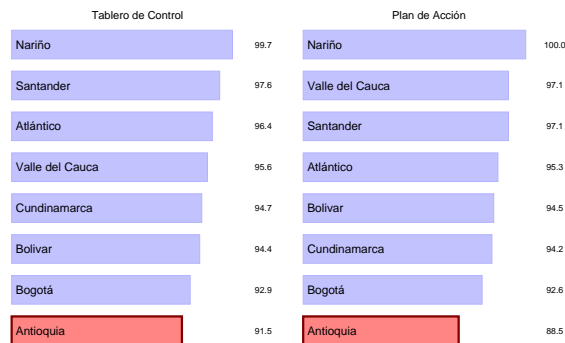 Tablero de Control
Nariño 99.7
Santander 97.6
Atlántico 96.4
Valle del Cauca 95.6
Cundinamarca 94.7
Bolivar 94.4
Bogotá 92.9
Antioquia 91.5
Plan de Acción
Nariño 100.0
Valle del Cauca 97.1
Santander 97.1
Atlántico 95.3
Bolivar 94.5
Cundinamarca 94.2
Bogotá 92.6
Antioquia 88.5